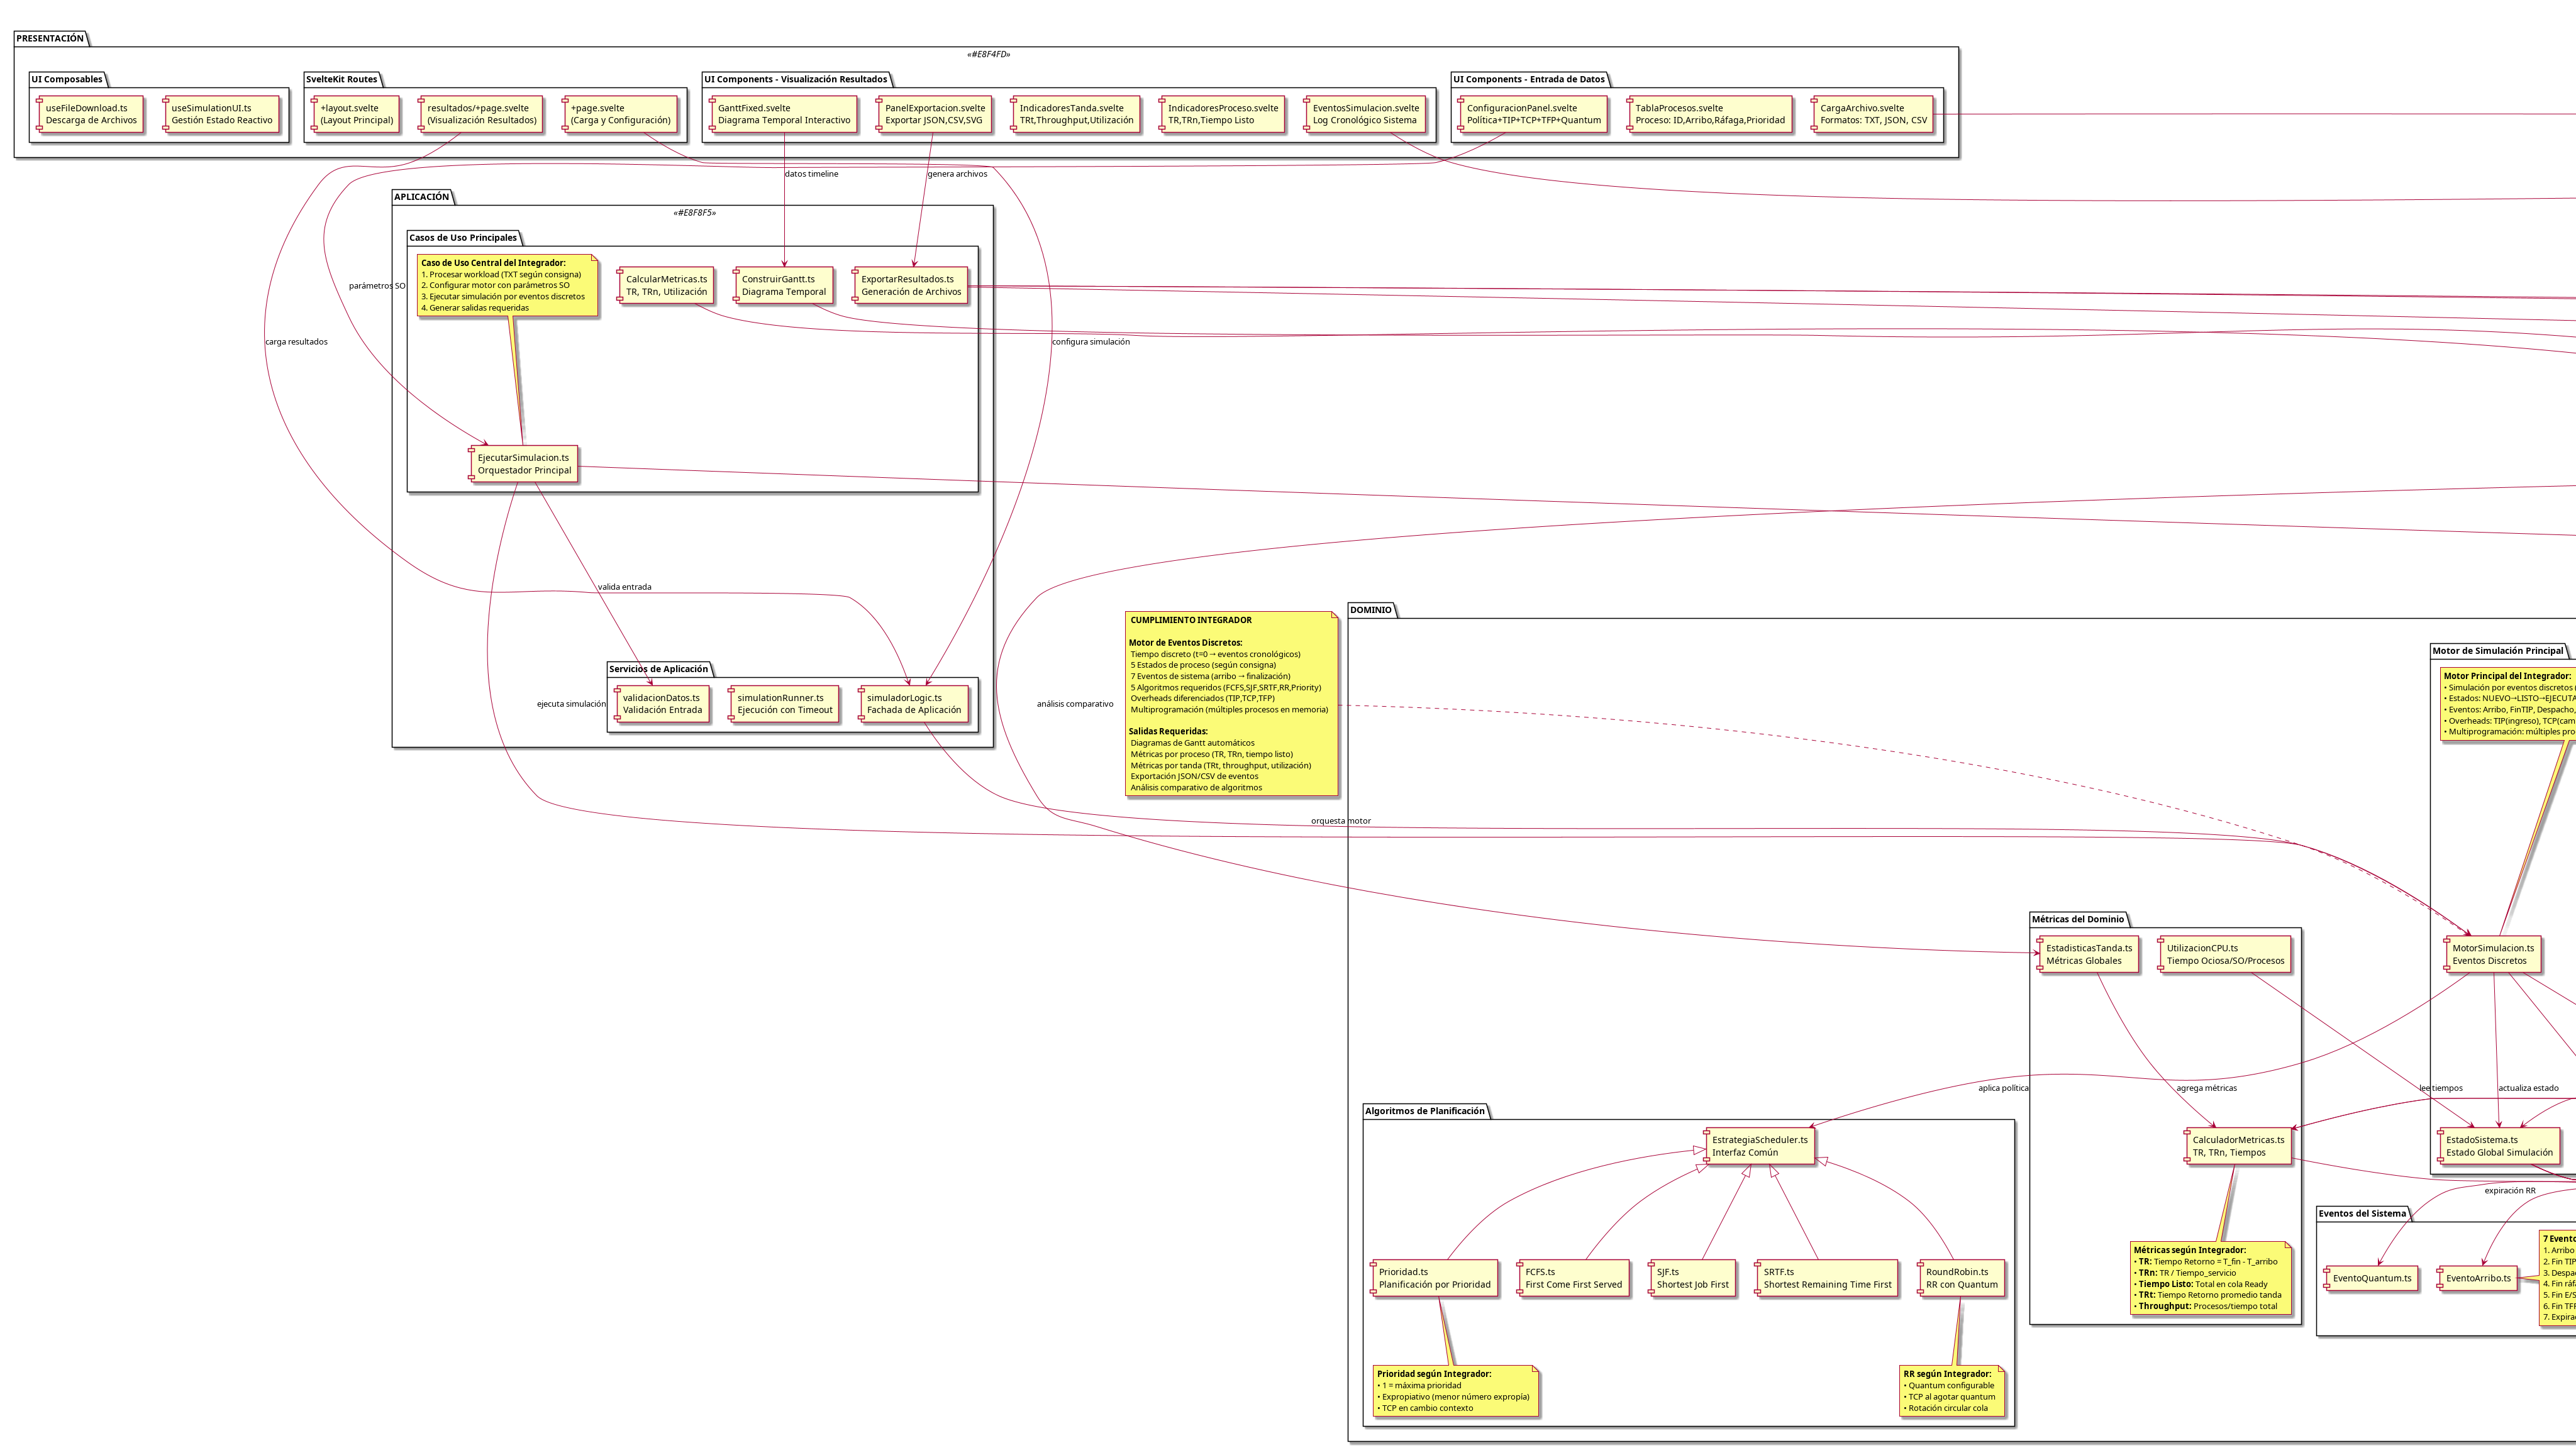 PRESENTACIÓN
«#E8F4FD»
UI Composables
useFileDownload.ts
Descarga de Archivos
useSimulationUI.ts
Gestión Estado Reactivo
SvelteKit Routes
+layout.svelte
(Layout Principal)
resultados/+page.svelte
(Visualización Resultados)
+page.svelte
(Carga y Configuración)
UI Components - Visualización Resultados
GanttFixed.svelte
Diagrama Temporal Interactivo
PanelExportacion.svelte
Exportar JSON,CSV,SVG
IndicadoresTanda.svelte
TRt,Throughput,Utilización
IndicadoresProceso.svelte
TR,TRn,Tiempo Listo
EventosSimulacion.svelte
Log Cronológico Sistema
UI Components - Entrada de Datos
ConfiguracionPanel.svelte
Política+TIP+TCP+TFP+Quantum
TablaProcesos.svelte
Proceso: ID,Arribo,Ráfaga,Prioridad
CargaArchivo.svelte
Formatos: TXT, JSON, CSV
datos timeline
genera archivos
APLICACIÓN
«#E8F8F5»
Casos de Uso Principales
Caso de Uso Central del Integrador:
1. Procesar workload (TXT según consigna)
2. Configurar motor con parámetros SO
3. Ejecutar simulación por eventos discretos
4. Generar salidas requeridas
CalcularMetricas.ts
TR, TRn, Utilización
ConstruirGantt.ts
Diagrama Temporal
ExportarResultados.ts
Generación de Archivos
parámetros SO
carga resultados
configura simulación
EjecutarSimulacion.ts
Orquestador Principal
valida entrada
Servicios de Aplicación
validacionDatos.ts
Validación Entrada
simulationRunner.ts
Ejecución con Timeout
simuladorLogic.ts
Fachada de Aplicación
ejecuta simulación
análisis comparativo
CUMPLIMIENTO INTEGRADOR
Motor de Eventos Discretos:
Tiempo discreto (t=0 → eventos cronológicos)
5 Estados de proceso (según consigna)
7 Eventos de sistema (arribo → finalización)
5 Algoritmos requeridos (FCFS,SJF,SRTF,RR,Priority)
Overheads diferenciados (TIP,TCP,TFP)
Multiprogramación (múltiples procesos en memoria)
Salidas Requeridas:
Diagramas de Gantt automáticos
Métricas por proceso (TR, TRn, tiempo listo)
Métricas por tanda (TRt, throughput, utilización)
Exportación JSON/CSV de eventos
Análisis comparativo de algoritmos
orquesta motor
DOMINIO
Motor de Simulación Principal
Motor Principal del Integrador:
• Simulación por eventos discretos (
• Estados: NUEVO→LISTO→EJECUTA
• Eventos: Arribo, FinTIP, Despacho,
• Overheads: TIP(ingreso), TCP(cam
• Multiprogramación: múltiples pro
MotorSimulacion.ts
Eventos Discretos
Métricas del Dominio
EstadisticasTanda.ts
Métricas Globales
UtilizacionCPU.ts
Tiempo Ociosa/SO/Procesos
aplica política
agrega métricas
lee tiempos
actualiza estado
CalculadorMetricas.ts
TR, TRn, Tiempos
EstadoSistema.ts
Estado Global Simulación
Métricas según Integrador:
• TR: Tiempo Retorno = T_fin - T_arribo
• TRn: TR / Tiempo_servicio
• Tiempo Listo: Total en cola Ready
• TRt: Tiempo Retorno promedio tanda
• Throughput: Procesos/tiempo total
Algoritmos de Planificación
EstrategiaScheduler.ts
Interfaz Común
Prioridad.ts
Planificación por Prioridad
FCFS.ts
First Come First Served
SJF.ts
Shortest Job First
SRTF.ts
Shortest Remaining Time First
RoundRobin.ts
RR con Quantum
Prioridad según Integrador:
• 1 = máxima prioridad
• Expropiativo (menor número expropía)
• TCP en cambio contexto
RR según Integrador:
• Quantum configurable
• TCP al agotar quantum
• Rotación circular cola
expiración RR
Eventos del Sistema
EventoQuantum.ts
EventoArribo.ts
7 Evento
1. Arribo
2. Fin TIP
3. Despac
4. Fin ráfa
5. Fin E/S
6. Fin TFP
7. Expirac